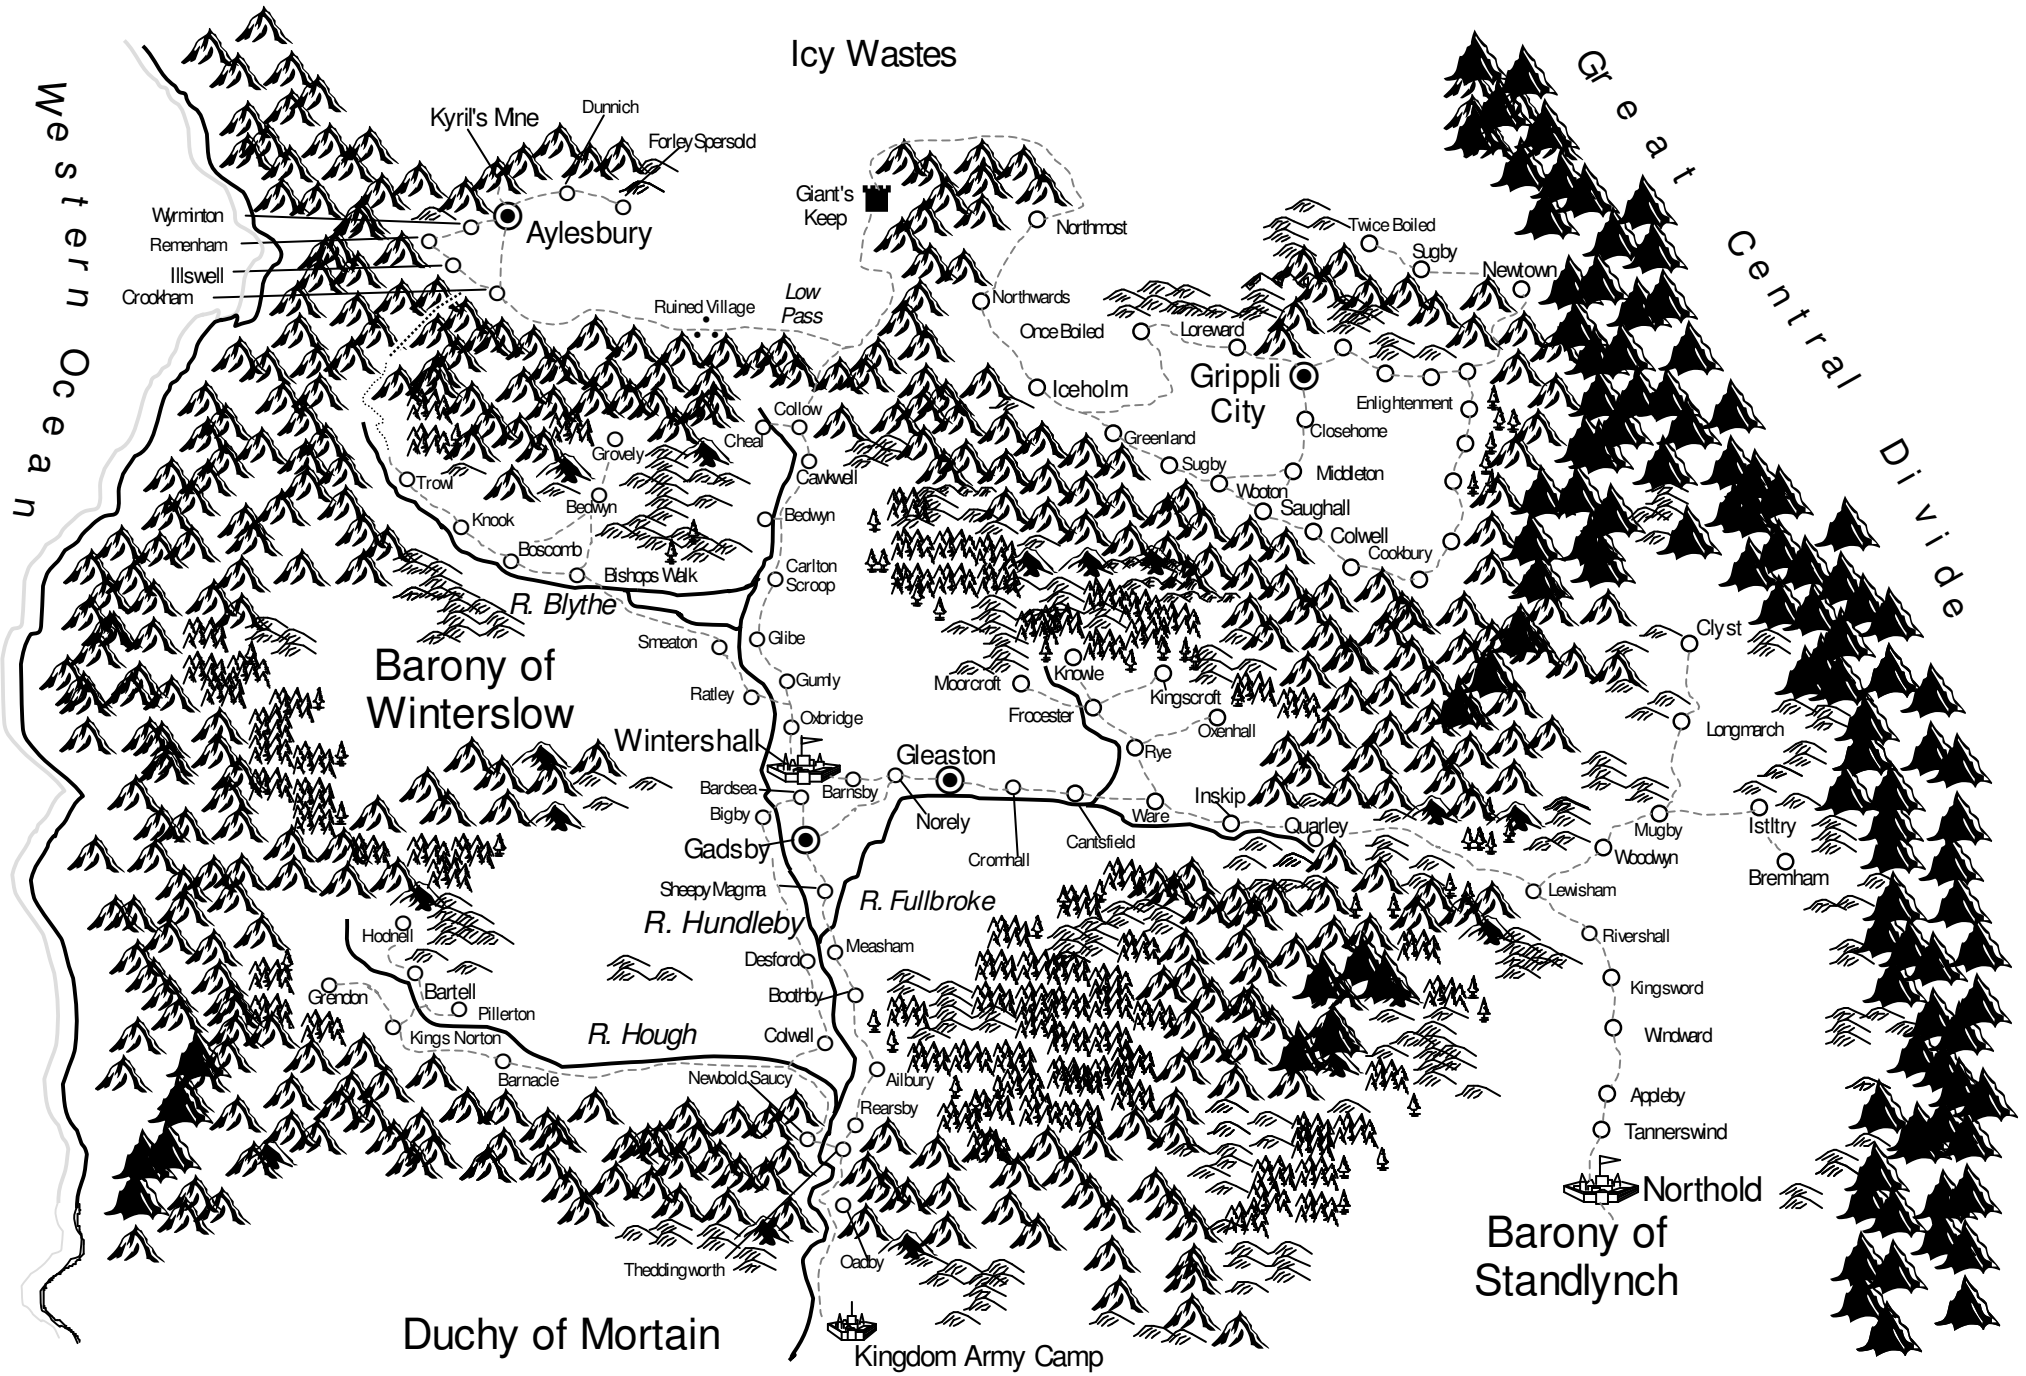 Icy Wastes
Great Central Divide
Western Ocean
Kyril's Mine
Dunnich
Forley Spersold
Giant's
Keep
Wyrminton
Remenham
Illswell
Crookham
Aylesbury
Northmost
Twice Boiled
Sugby
Newtown
Ruined Village
Low
Pass
Northwards
Once Boiled
Loreward
Iceholm
Grippli
City
Enlightenment
Collow
Cheal
Closehome
Greenland
Grovely
Cawkwell
Sugby
Middleton
Trowl
Bedwyn
Wooton
Saughall
Knook
Bedwyn
Colwell
Cookbury
Boscomb
Bishops Walk
Carlton
Scroop
R. Blythe
Smeaton
Glibe
Clyst
Barony of
Winterslow
Ratley
Gumly
Moorcroft
Knowle
Kingscroft
Frocester
Oxenhall
Oxbridge
Longmarch
Wintershall
Gleaston
Rye
Bardsea
Barnsby
Inskip
Bigby
Norely
Ware
Quarley
Mugby
Istltry
Gadsby
Cromhall
Cantsfield
Woodwyn
Bremham
Sheepy Magma
R. Fullbroke
Lewisham
R. Hundleby
Hodnell
Measham
Rivershall
Desford
Grendon
Bartell
Boothby
Kingsword
Pillerton
Kings Norton
R. Hough
Colwell
Windward
Barnacle
Newbold Saucy
Ailbury
Appleby
Rearsby
Tannerswind
Northold
Barony of
Standlynch
Theddingworth
Oadby
Duchy of Mortain
Kingdom Army Camp